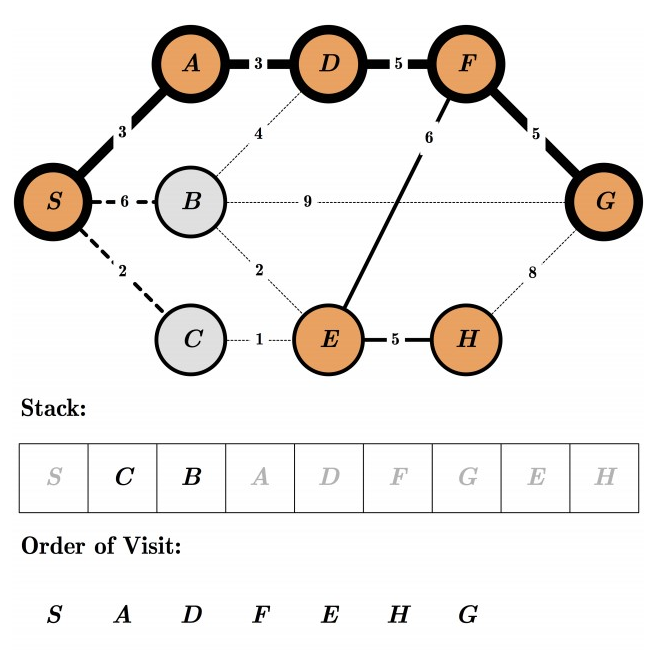 A 3 D 5 F
3 4 6 5
S 6 B 9 G
2 2 8
C 1 E 5 H
Stack:
S C B A D F G E H
Order of Visit:
S A D F E H G